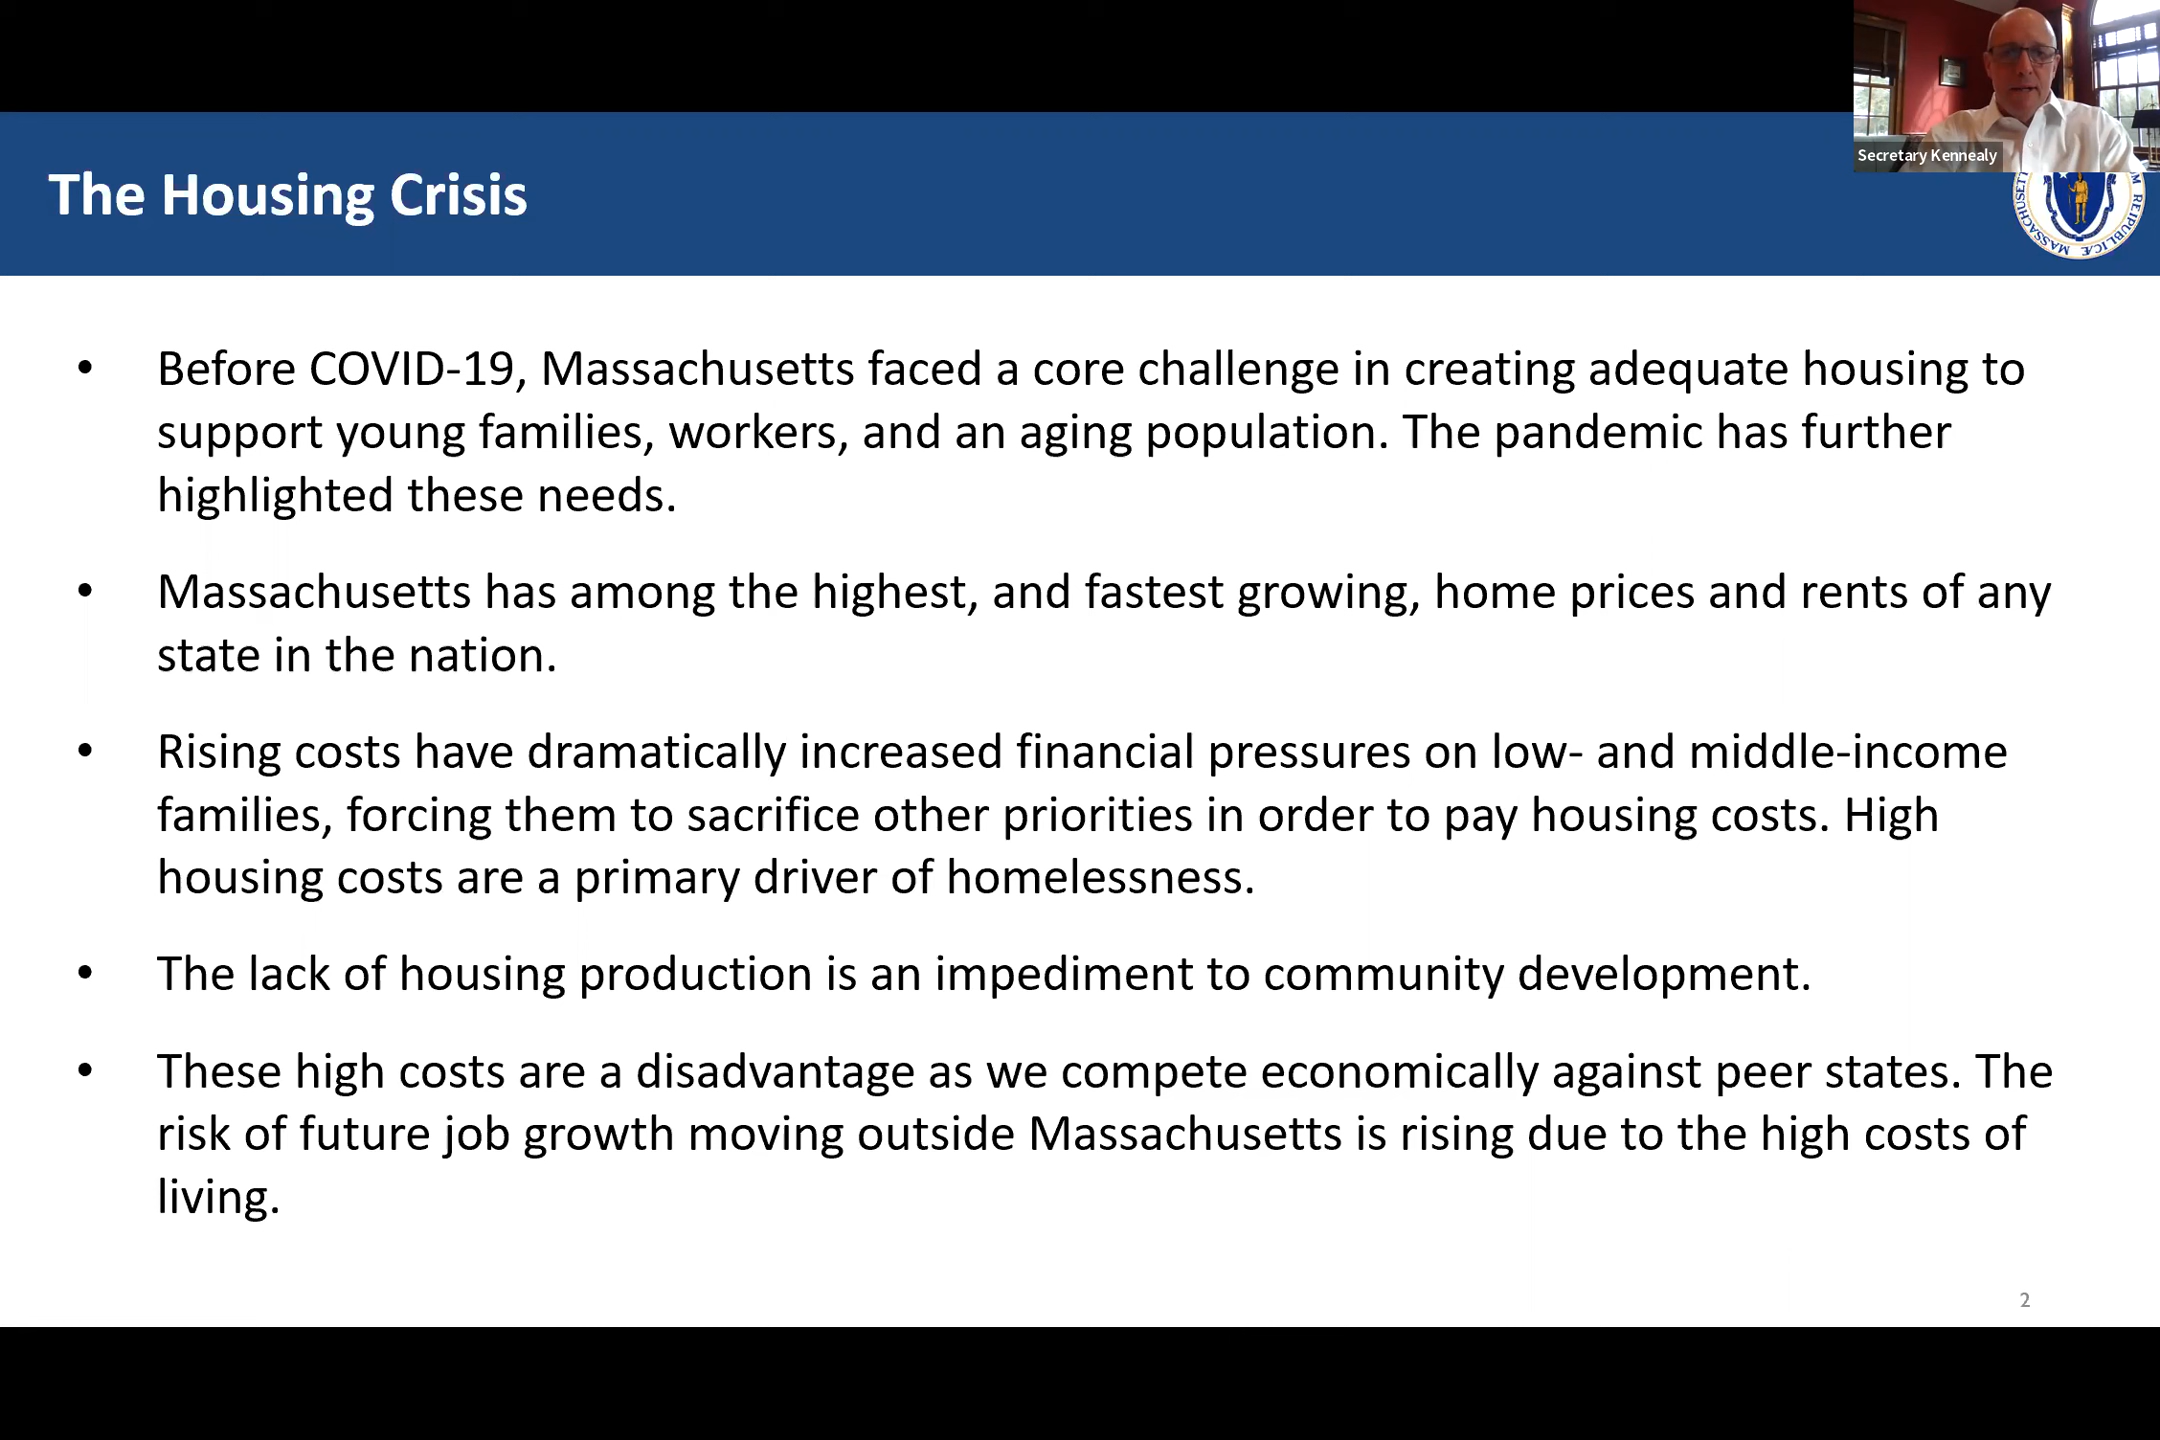 Secretary Kennealy
The Housing Crisis
MASSACHUSETT
M REIPUBLICÆ
• Before COVID-19, Massachusetts faced a core challenge in creating adequate housing to
support young families, workers, and an aging population. The pandemic has further
highlighted these needs.
• Massachusetts has among the highest, and fastest growing, home prices and rents of any
state in the nation.
• Rising costs have dramatically increased financial pressures on low- and middle-income
families, forcing them to sacrifice other priorities in order to pay housing costs. High
housing costs are a primary driver of homelessness.
• The lack of housing production is an impediment to community development.
• These high costs are a disadvantage as we compete economically against peer states. The
risk of future job growth moving outside Massachusetts is rising due to the high costs of
living.
2